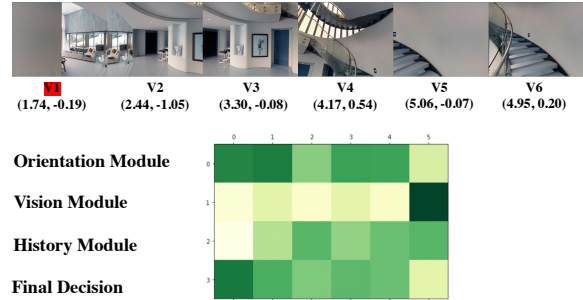 V1 V2 V3 V4 V5 V6
(1.74, -0.19) (2.44, -1.05) (3.30, -0.08) (4.17, 0.54) (5.06, -0.07) (4.95, 0.20)
0 1 2 3 4 5
Orientation Module 0
Vision Module 1
History Module 2
Final Decision 3